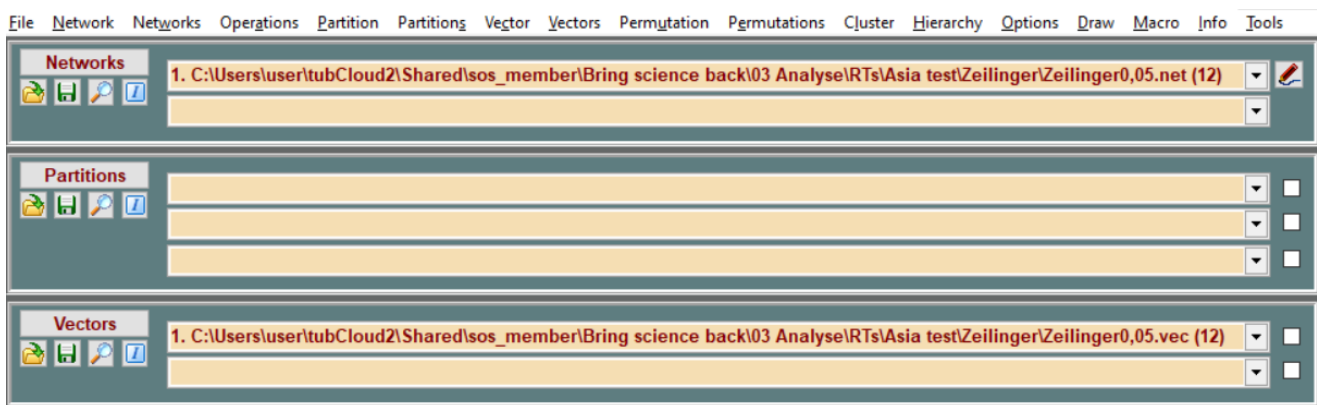 File Network Networks Operations Partition Partitions Vector Vectors Permutation Permutations Cluster Hierarchy Options Draw Macro Info Tools
Networks
1. C:\Users\user\tubCloud2\Shared\sos_member\Bring science back\03 Analyse\RTs\Asia test\Zeilinger\Zeilinger0,05.net (12)
Partitions
Vectors
1. C:\Users\user\tubCloud2\Shared\sos_member\Bring science back\03 Analyse\RTs\Asia test\Zeilinger\Zeilinger0,05.vec (12)